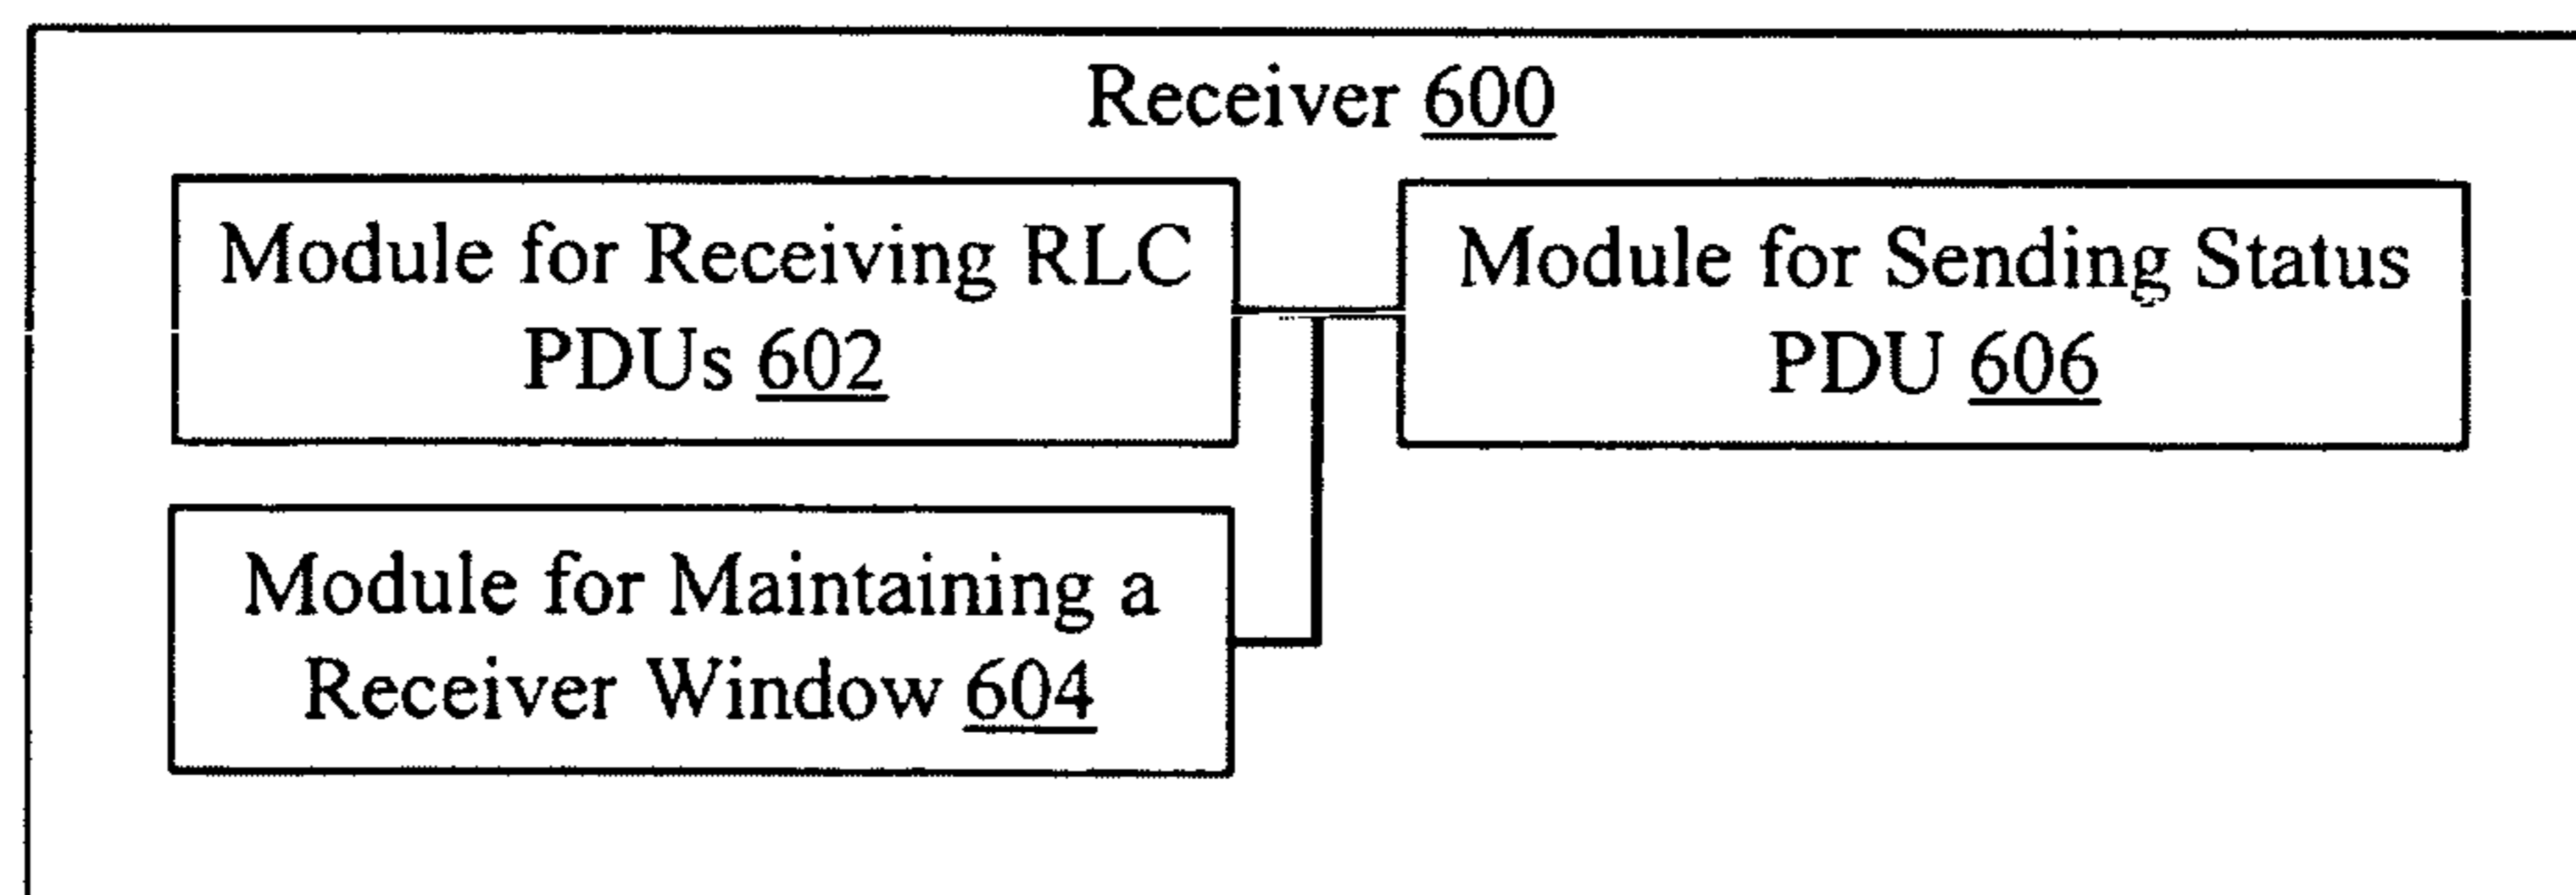 Receiver 600
Module for Receiving RLC
PDUs 602
Module for Sending Status
PDU 606
Module for Maintaining a
Receiver Window 604